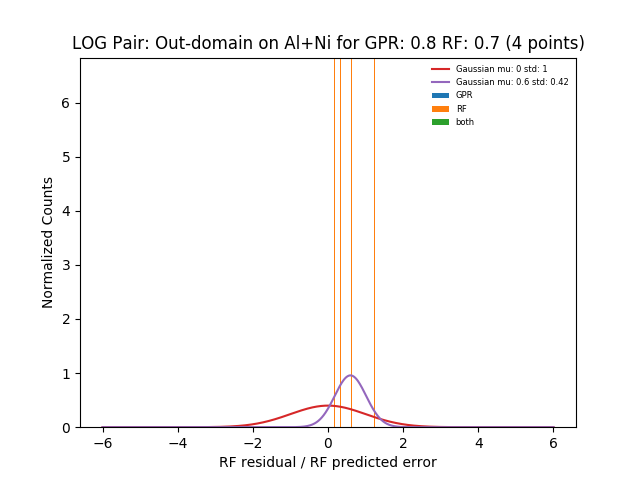 LOG Pair: Out-domain on Al+Ni for GPR: 0.8 RF: 0.7 (4 points)
Gaussian mu: 0 std: 1
Gaussian mu: 0.6 std: 0.42
GPR
RF
both
Normalized Counts
6
5
4
3
2
1
0
−6
−4
−2
0
2
4
6
RF residual / RF predicted error